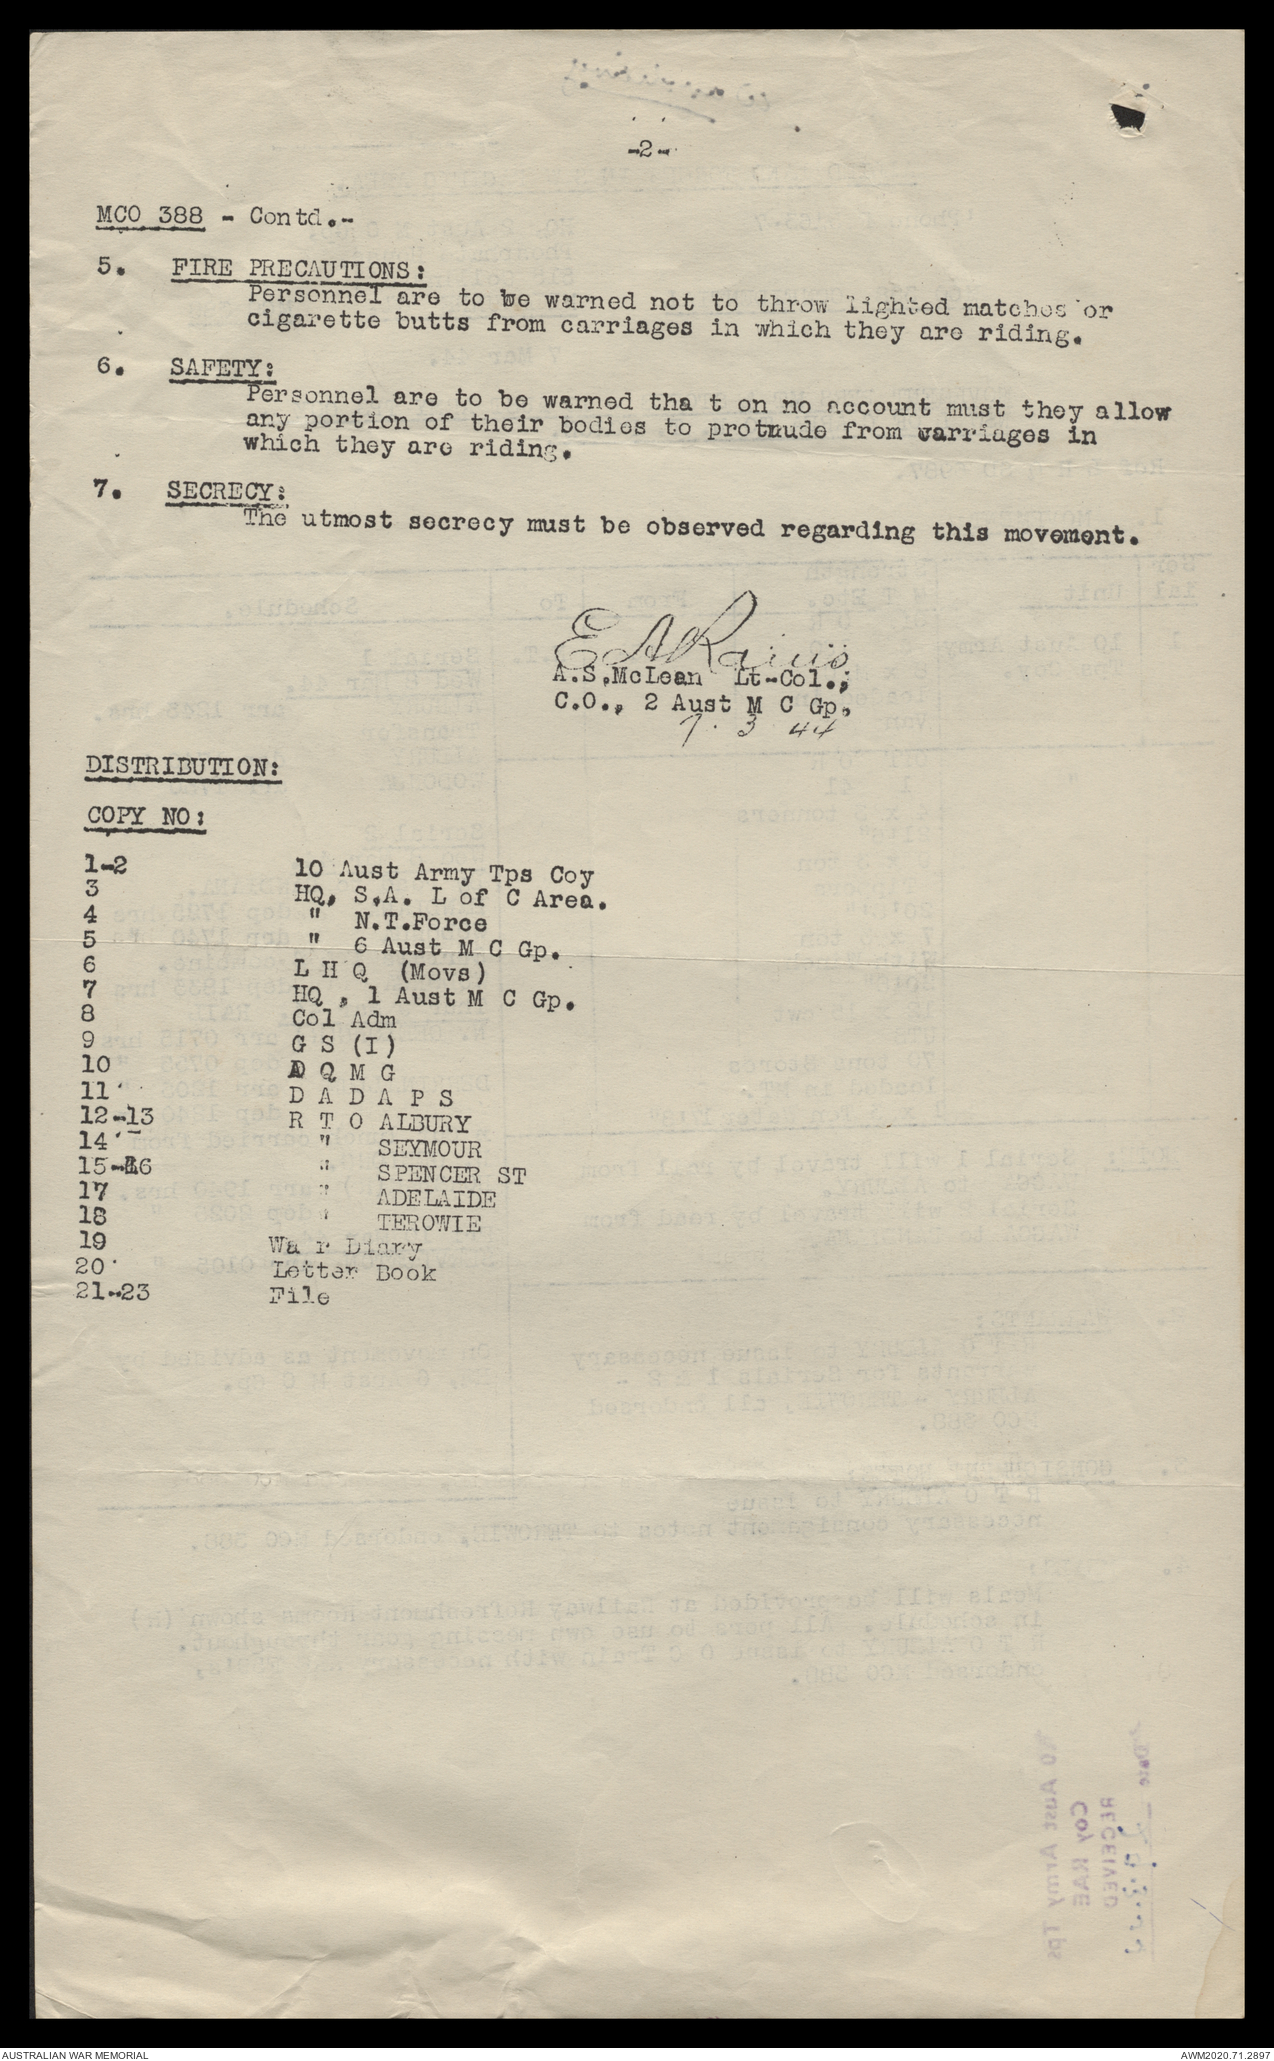 -2-
MCO 388 - Contd.-
5. FIRE PRECAUTIONS:
Personnel are to be warned not to throw lighted matches or
cigarette butts from carriages in which they are riding.
6. SAFETY:
Personnel are to be warned tha t on no account must they allow
any portion of their bodies to protrude from carriages in
which they are riding.
7. SECRECY:
The utmost secrecy must be observed regarding this movement.
A.S.McLean Lt-Col.;
C.O., 2 Aust M C Gp.
7. 3 44
DISTRIBUTION:
COPY NO:
1-2 10 Aust Army Tps Coy
3 HQ, S.A. L of C Area.
4 " N.T.Force
5 " 6 Aust M C Gp.
6 L H Q (Movs)
7 HQ , 1 Aust M C Gp.
8 Col Adm
9 G S (I)
10 A Q M G
11 D A D A P S
12-13 R T O ALBURY
14 " SEYMOUR
15-16 " SPENCER ST
17 " ADELAIDE
18 " TEROWIE
19 Wa r Diary
20 Letter Book
21-23 File
AUSTRALIAN WAR MEMORIAL
AWM2020.71.2897